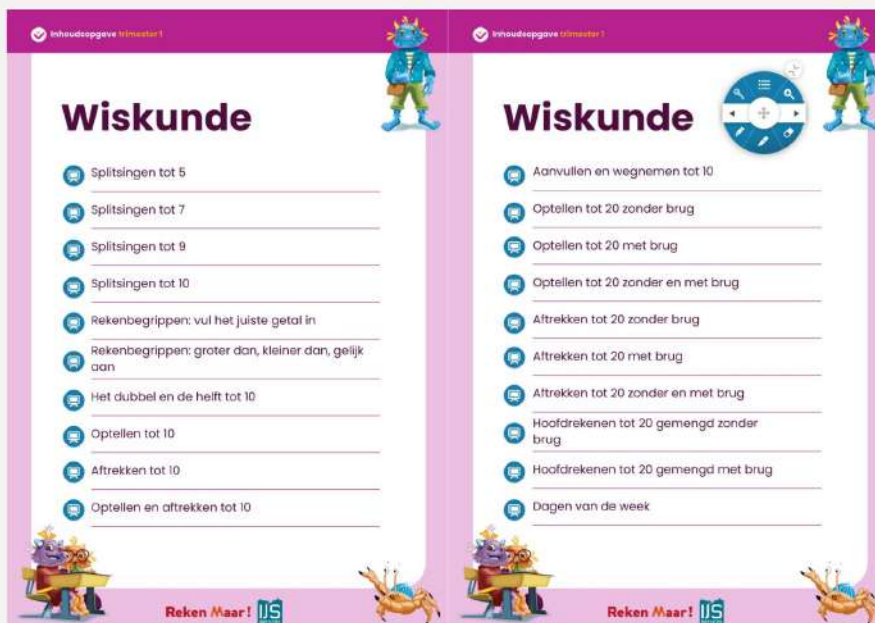 Inhoudsopgave trimester 1
Wiskunde
Splitsingen tot 5
Splitsingen tot 7
Splitsingen tot 9
Splitsingen tot 10
Rekenbegrippen: vul het juiste getal in
Rekenbegrippen: groter dan, kleiner dan, gelijk
aan
Het dubbel en de helft tot 10
Optellen tot 10
Aftrekken tot 10
Optellen en aftrekken tot 10
Reken Maar!
IJS
Inhoudsopgave trimester 1
Wiskunde
Aanvullen en wegnemen tot 10
Optellen tot 20 zonder brug
Optellen tot 20 met brug
Optellen tot 20 zonder en met brug
Aftrekken tot 20 zonder brug
Aftrekken tot 20 met brug
Aftrekken tot 20 zonder en met brug
Hoofdrekenen tot 20 gemengd zonder
brug
Hoofdrekenen tot 20 gemengd met brug
Dagen van de week
Reken Maar!
IJS